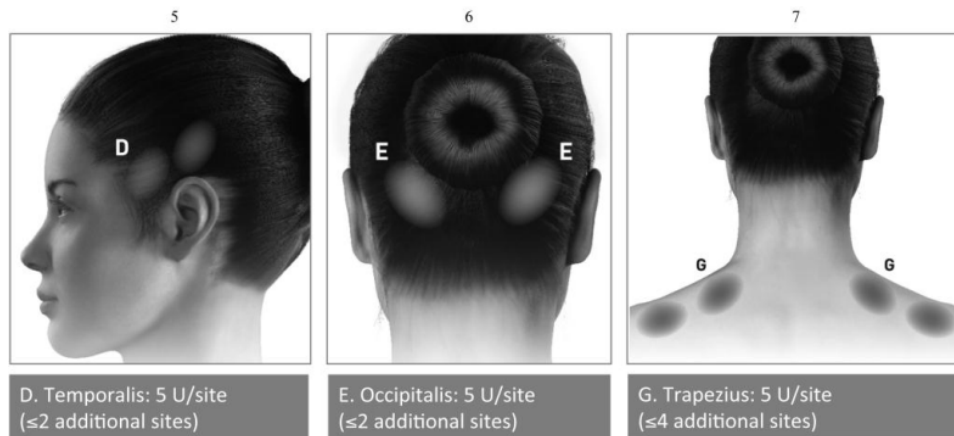 5
6
7
D
E
E
G
G
D. Temporalis: 5 U/site
(≤2 additional sites)
E. Occipitalis: 5 U/site
(≤2 additional sites)
G. Trapezius: 5 U/site
(≤4 additional sites)